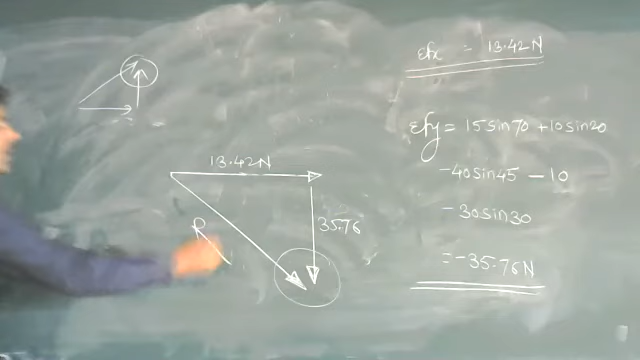 Σfx = 13.42N
Σfy = 15sin70 + 10sin20
-40sin45 - 10
-30sin30
= -35.76N
13.42N
35.76
R